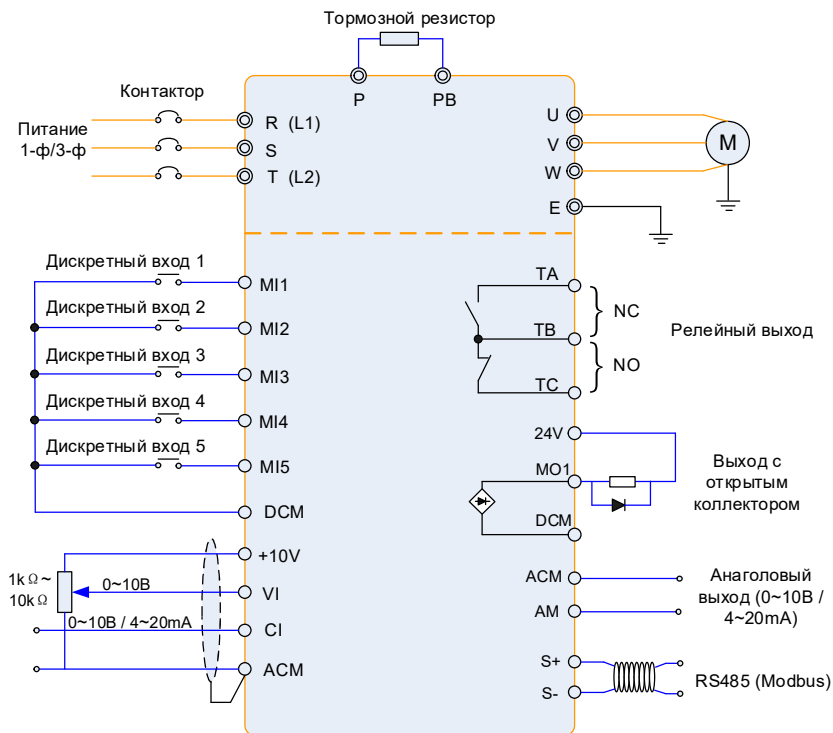 Тормозной резистор
P
PB
Контактор
Питание
1-ф/3-ф
R (L1)
S
T (L2)
U
V
W
E
M
Дискретный вход 1
MI1
Дискретный вход 2
MI2
Дискретный вход 3
MI3
Дискретный вход 4
MI4
Дискретный вход 5
MI5
DCM
+10V
1kΩ~
10kΩ
0~10В
VI
0~10В / 4~20mA
CI
ACM
TA
NC
TB
Релейный выход
NO
TC
24V
MO1
Выход с
открытым
коллектором
DCM
ACM
AM
Анаголовый
выход (0~10В /
4~20mA)
S+
S-
RS485 (Modbus)